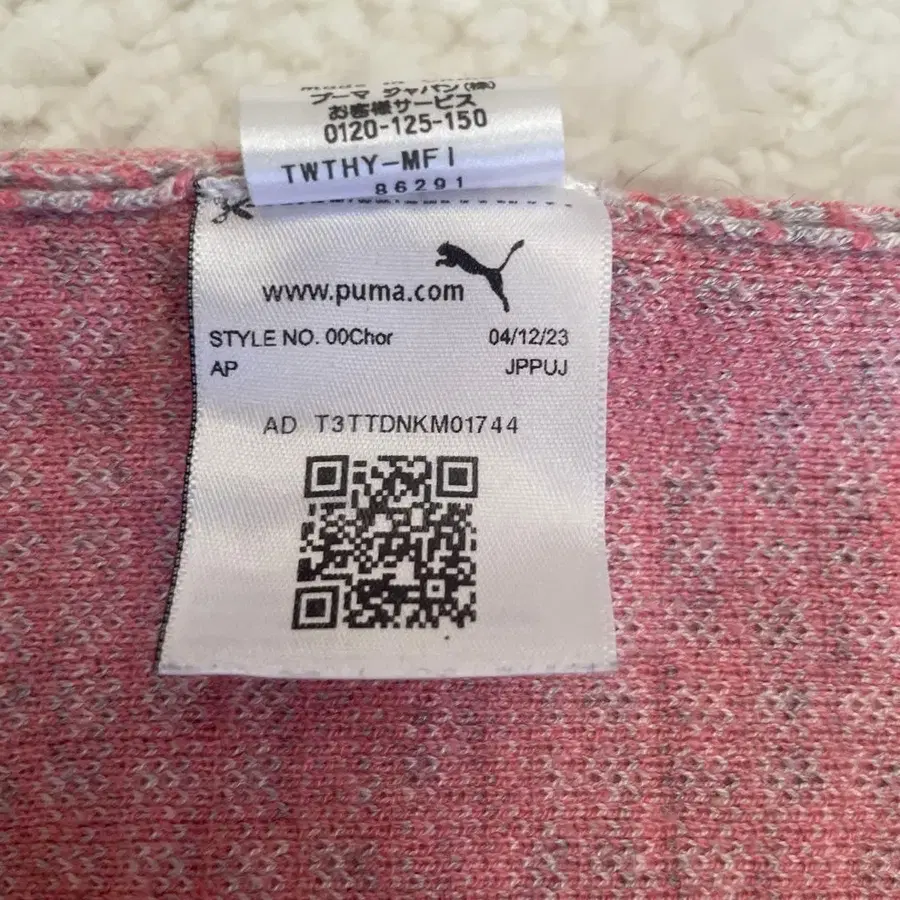 プーマ ジャパン(株)
お客様サービス
0120-125-150
TWTHY-MFI
86291
www.puma.com
STYLE NO. 00Chor 04/12/23
AP JPPUJ
AD T3TTDNKM01744